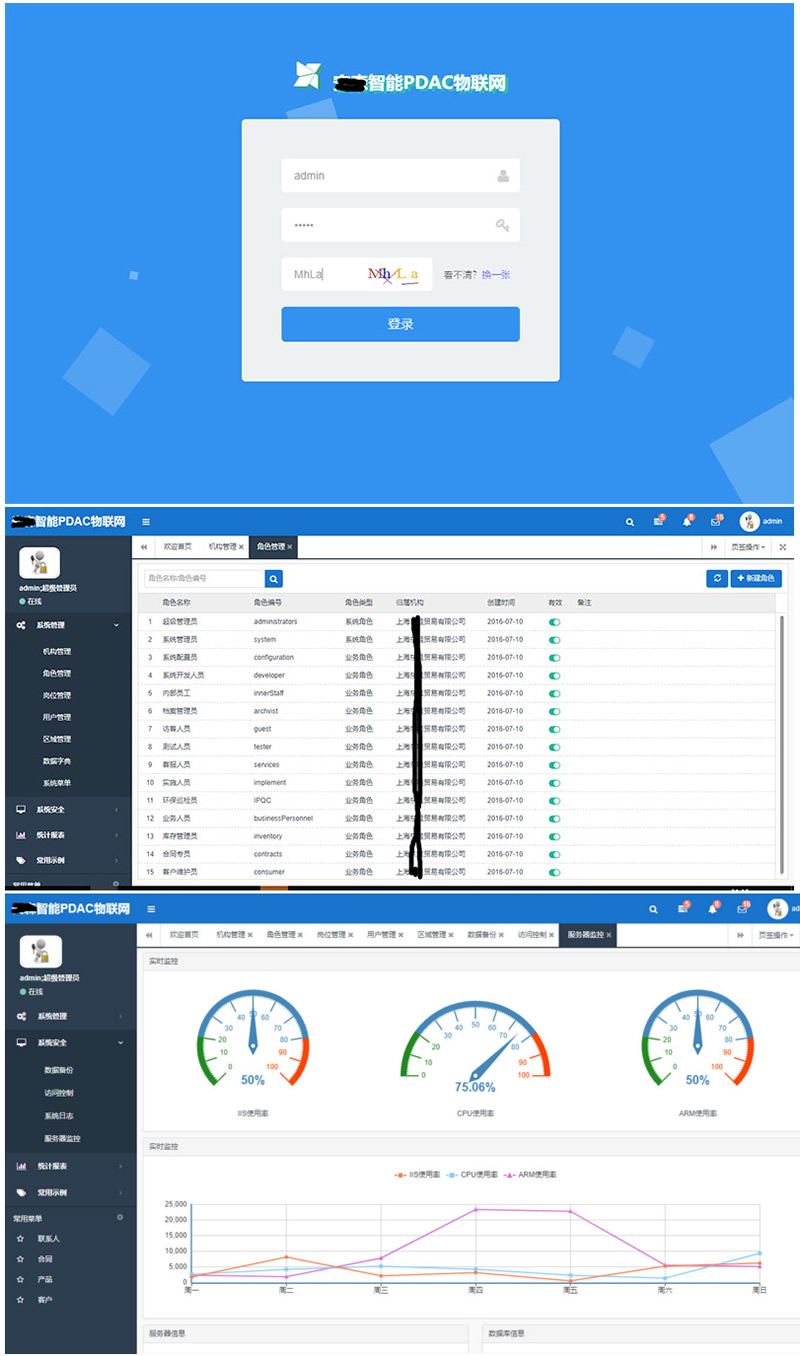 智能PDAC物联网
admin
•••••
MhLa
MhLa
看不清? 换一张
登录
智能PDAC物联网
5
8
16
admin
admin;超级管理员
在线
系统管理
机构管理
角色管理
岗位管理
用户管理
区域管理
数据字典
系统菜单
系统安全
统计报表
常用示例
常用菜单
欢迎首页 机构管理 角色管理 页签操作
角色名称/角色编号 新建角色
角色名称 角色编号 角色类型 归属机构 创建时间 有效 备注
1 超级管理员 administrators 系统角色 上海 贸易有限公司 2016-07-10
2 系统管理员 system 系统角色 上海 贸易有限公司 2016-07-10
3 系统配置员 configuration 业务角色 上海 贸易有限公司 2016-07-10
4 系统开发人员 developer 业务角色 上海 贸易有限公司 2016-07-10
5 内部员工 innerStaff 业务角色 上海 贸易有限公司 2016-07-10
6 档案管理员 archvist 业务角色 上海 贸易有限公司 2016-07-10
7 访客人员 guest 业务角色 上海 贸易有限公司 2016-07-10
8 测试人员 tester 业务角色 上海 贸易有限公司 2016-07-10
9 客服人员 services 业务角色 上海 贸易有限公司 2016-07-10
10 实施人员 implement 业务角色 上海 贸易有限公司 2016-07-10
11 环保巡检员 IPQC 业务角色 上海 贸易有限公司 2016-07-10
12 业务人员 businessPersonnel 业务角色 上海 贸易有限公司 2016-07-10
13 库存管理员 inventory 业务角色 上海 贸易有限公司 2016-07-10
14 合同专员 contracts 业务角色 上海 贸易有限公司 2016-07-10
15 客户维护员 consumer 业务角色 上海 贸易有限公司 2016-07-10
智能PDAC物联网
5
8
16
ad
admin;超级管理员
在线
系统管理
系统安全
数据备份
访问控制
系统日志
服务器监控
统计报表
常用示例
常用菜单
联系人
合同
产品
客户
欢迎首页 机构管理 角色管理 岗位管理 用户管理 区域管理 数据备份 访问控制 服务器监控 页签操作
实时监控
0 10 20 30 40 50 60 70 80 90 100
50%
IIS使用率
0 10 20 30 40 50 60 70 80 90 100
75.06%
CPU使用率
0 10 20 30 40 50 60 70 80 90 100
50%
ARM使用率
实时监控
IIS使用率 CPU使用率 ARM使用率
25,000
20,000
15,000
10,000
5,000
0
周一 周二 周三 周四 周五 周六 周日
服务器信息 数据库信息